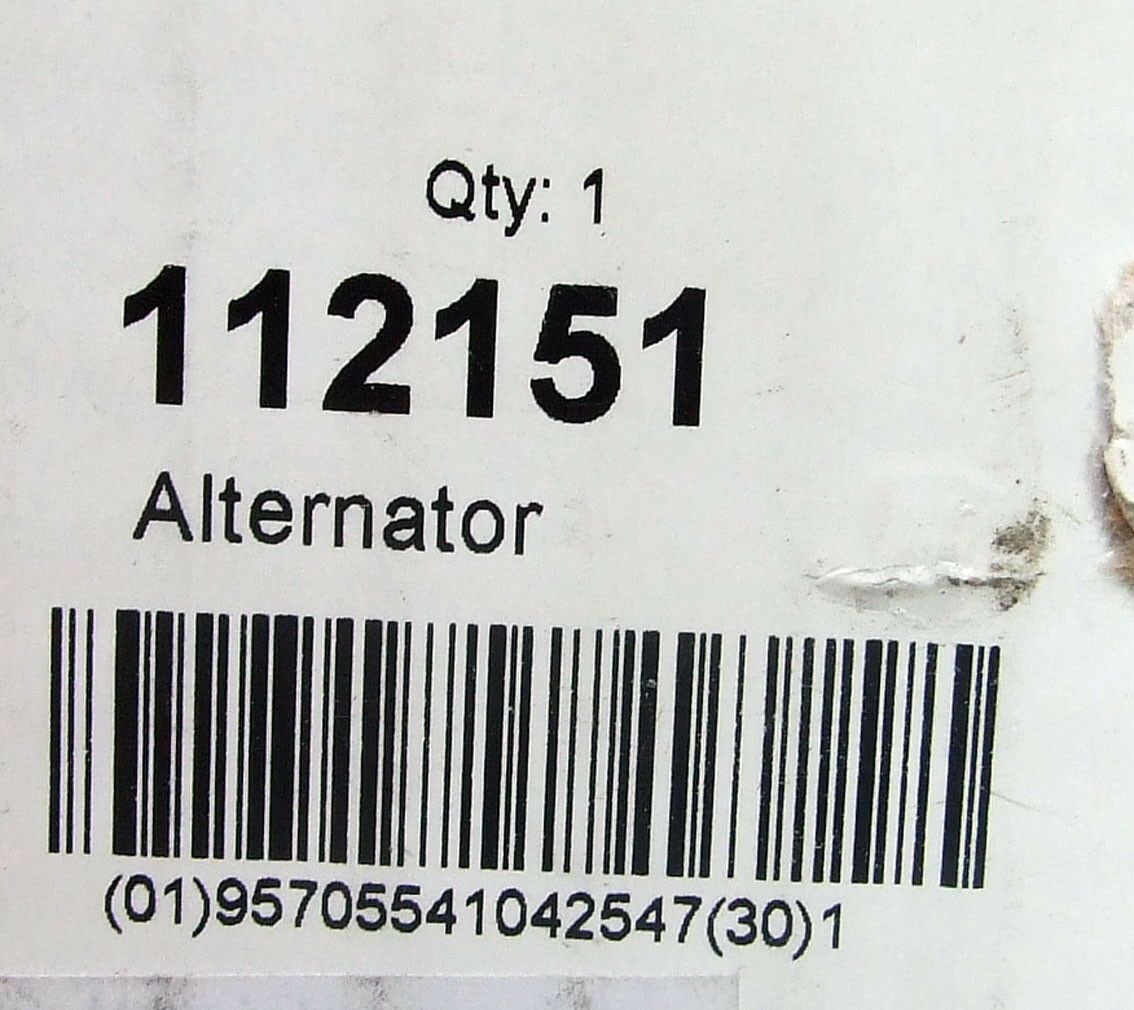 Qty: 1
112151
Alternator
(01)95705541042547(30)1